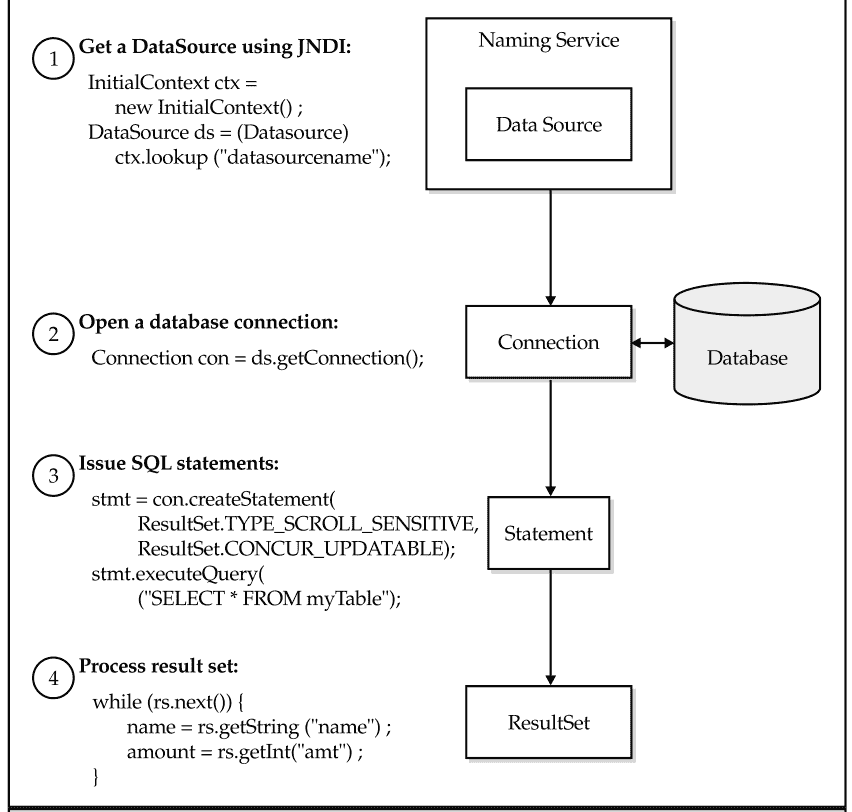 1
Get a DataSource using JNDI:
InitialContext ctx =
new InitialContext() ;
DataSource ds = (Datasource)
ctx.lookup ("datasourcename");
Naming Service
Data Source
2
Open a database connection:
Connection con = ds.getConnection();
Connection
Database
3
Issue SQL statements:
stmt = con.createStatement(
ResultSet.TYPE_SCROLL_SENSITIVE,
ResultSet.CONCUR_UPDATABLE);
stmt.executeQuery(
("SELECT * FROM myTable");
Statement
4
Process result set:
while (rs.next()) {
name = rs.getString ("name") ;
amount = rs.getInt("amt") ;
}
ResultSet